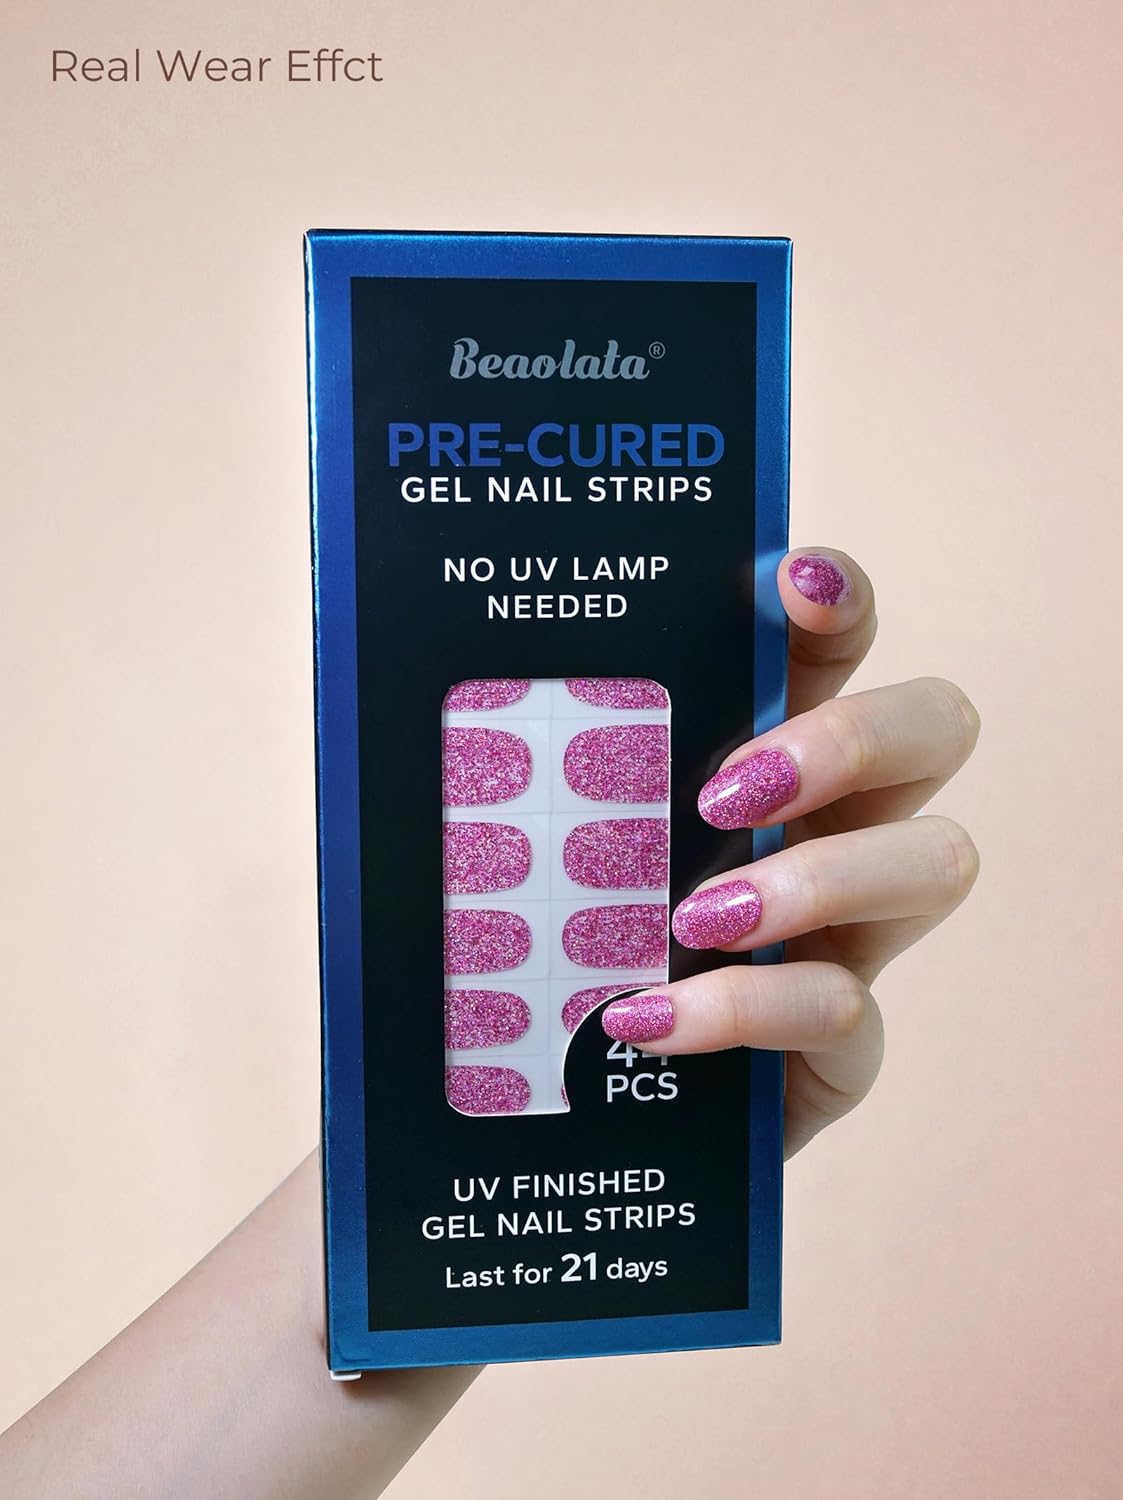 Real Wear Effct
Beaolata®
PRE-CURED
GEL NAIL STRIPS
NO UV LAMP
NEEDED
44
PCS
UV FINISHED
GEL NAIL STRIPS
Last for 21 days